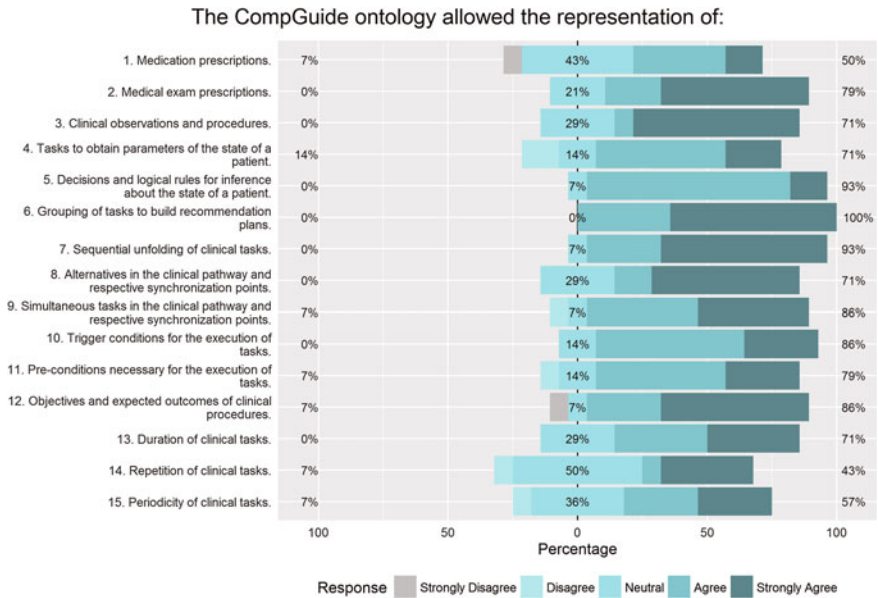 The CompGuide ontology allowed the representation of:
1. Medication prescriptions. 7% 43% 50%
2. Medical exam prescriptions. 0% 21% 79%
3. Clinical observations and procedures. 0% 29% 71%
4. Tasks to obtain parameters of the state of a
patient. 14% 14% 71%
5. Decisions and logical rules for inference
about the state of a patient. 0% 7% 93%
6. Grouping of tasks to build recommendation
plans. 0% 0% 100%
7. Sequential unfolding of clinical tasks. 0% 7% 93%
8. Alternatives in the clinical pathway and
respective synchronization points. 0% 29% 71%
9. Simultaneous tasks in the clinical pathway and
respective synchronization points. 7% 7% 86%
10. Trigger conditions for the execution of
tasks. 0% 14% 86%
11. Pre-conditions necessary for the execution of
tasks. 7% 14% 79%
12. Objectives and expected outcomes of clinical
procedures. 7% 7% 86%
13. Duration of clinical tasks. 0% 29% 71%
14. Repetition of clinical tasks. 7% 50% 43%
15. Periodicity of clinical tasks. 7% 36% 57%
100 50 0 50 100
Percentage
Response Strongly Disagree Disagree Neutral Agree Strongly Agree